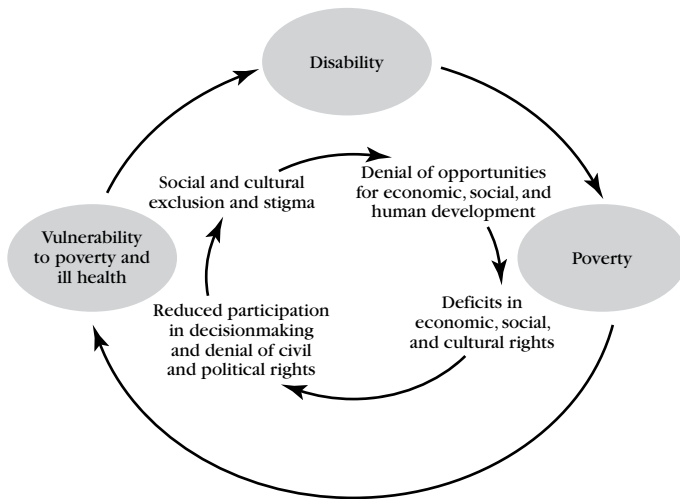 Disability
Social and cultural
exclusion and stigma
Denial of opportunities
for economic, social, and
human development
Vulnerability
to poverty and
ill health
Poverty
Reduced participation
in decisionmaking
and denial of civil
and political rights
Deficits in
economic, social,
and cultural rights